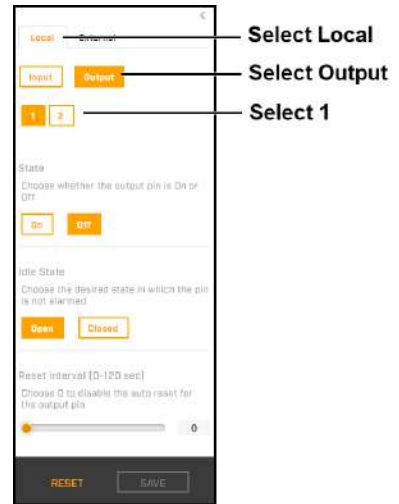 <
Local External
Select Local
Input Output
Select Output
1 2
Select 1
State
Choose whether the output pin is On or
Off
On Off
Idle State
Choose the desired state in which the pin
is not alarmed
Open Closed
Reset interval (0-120 sec)
Choose 0 to disable the auto reset for
the output pin
0
RESET SAVE